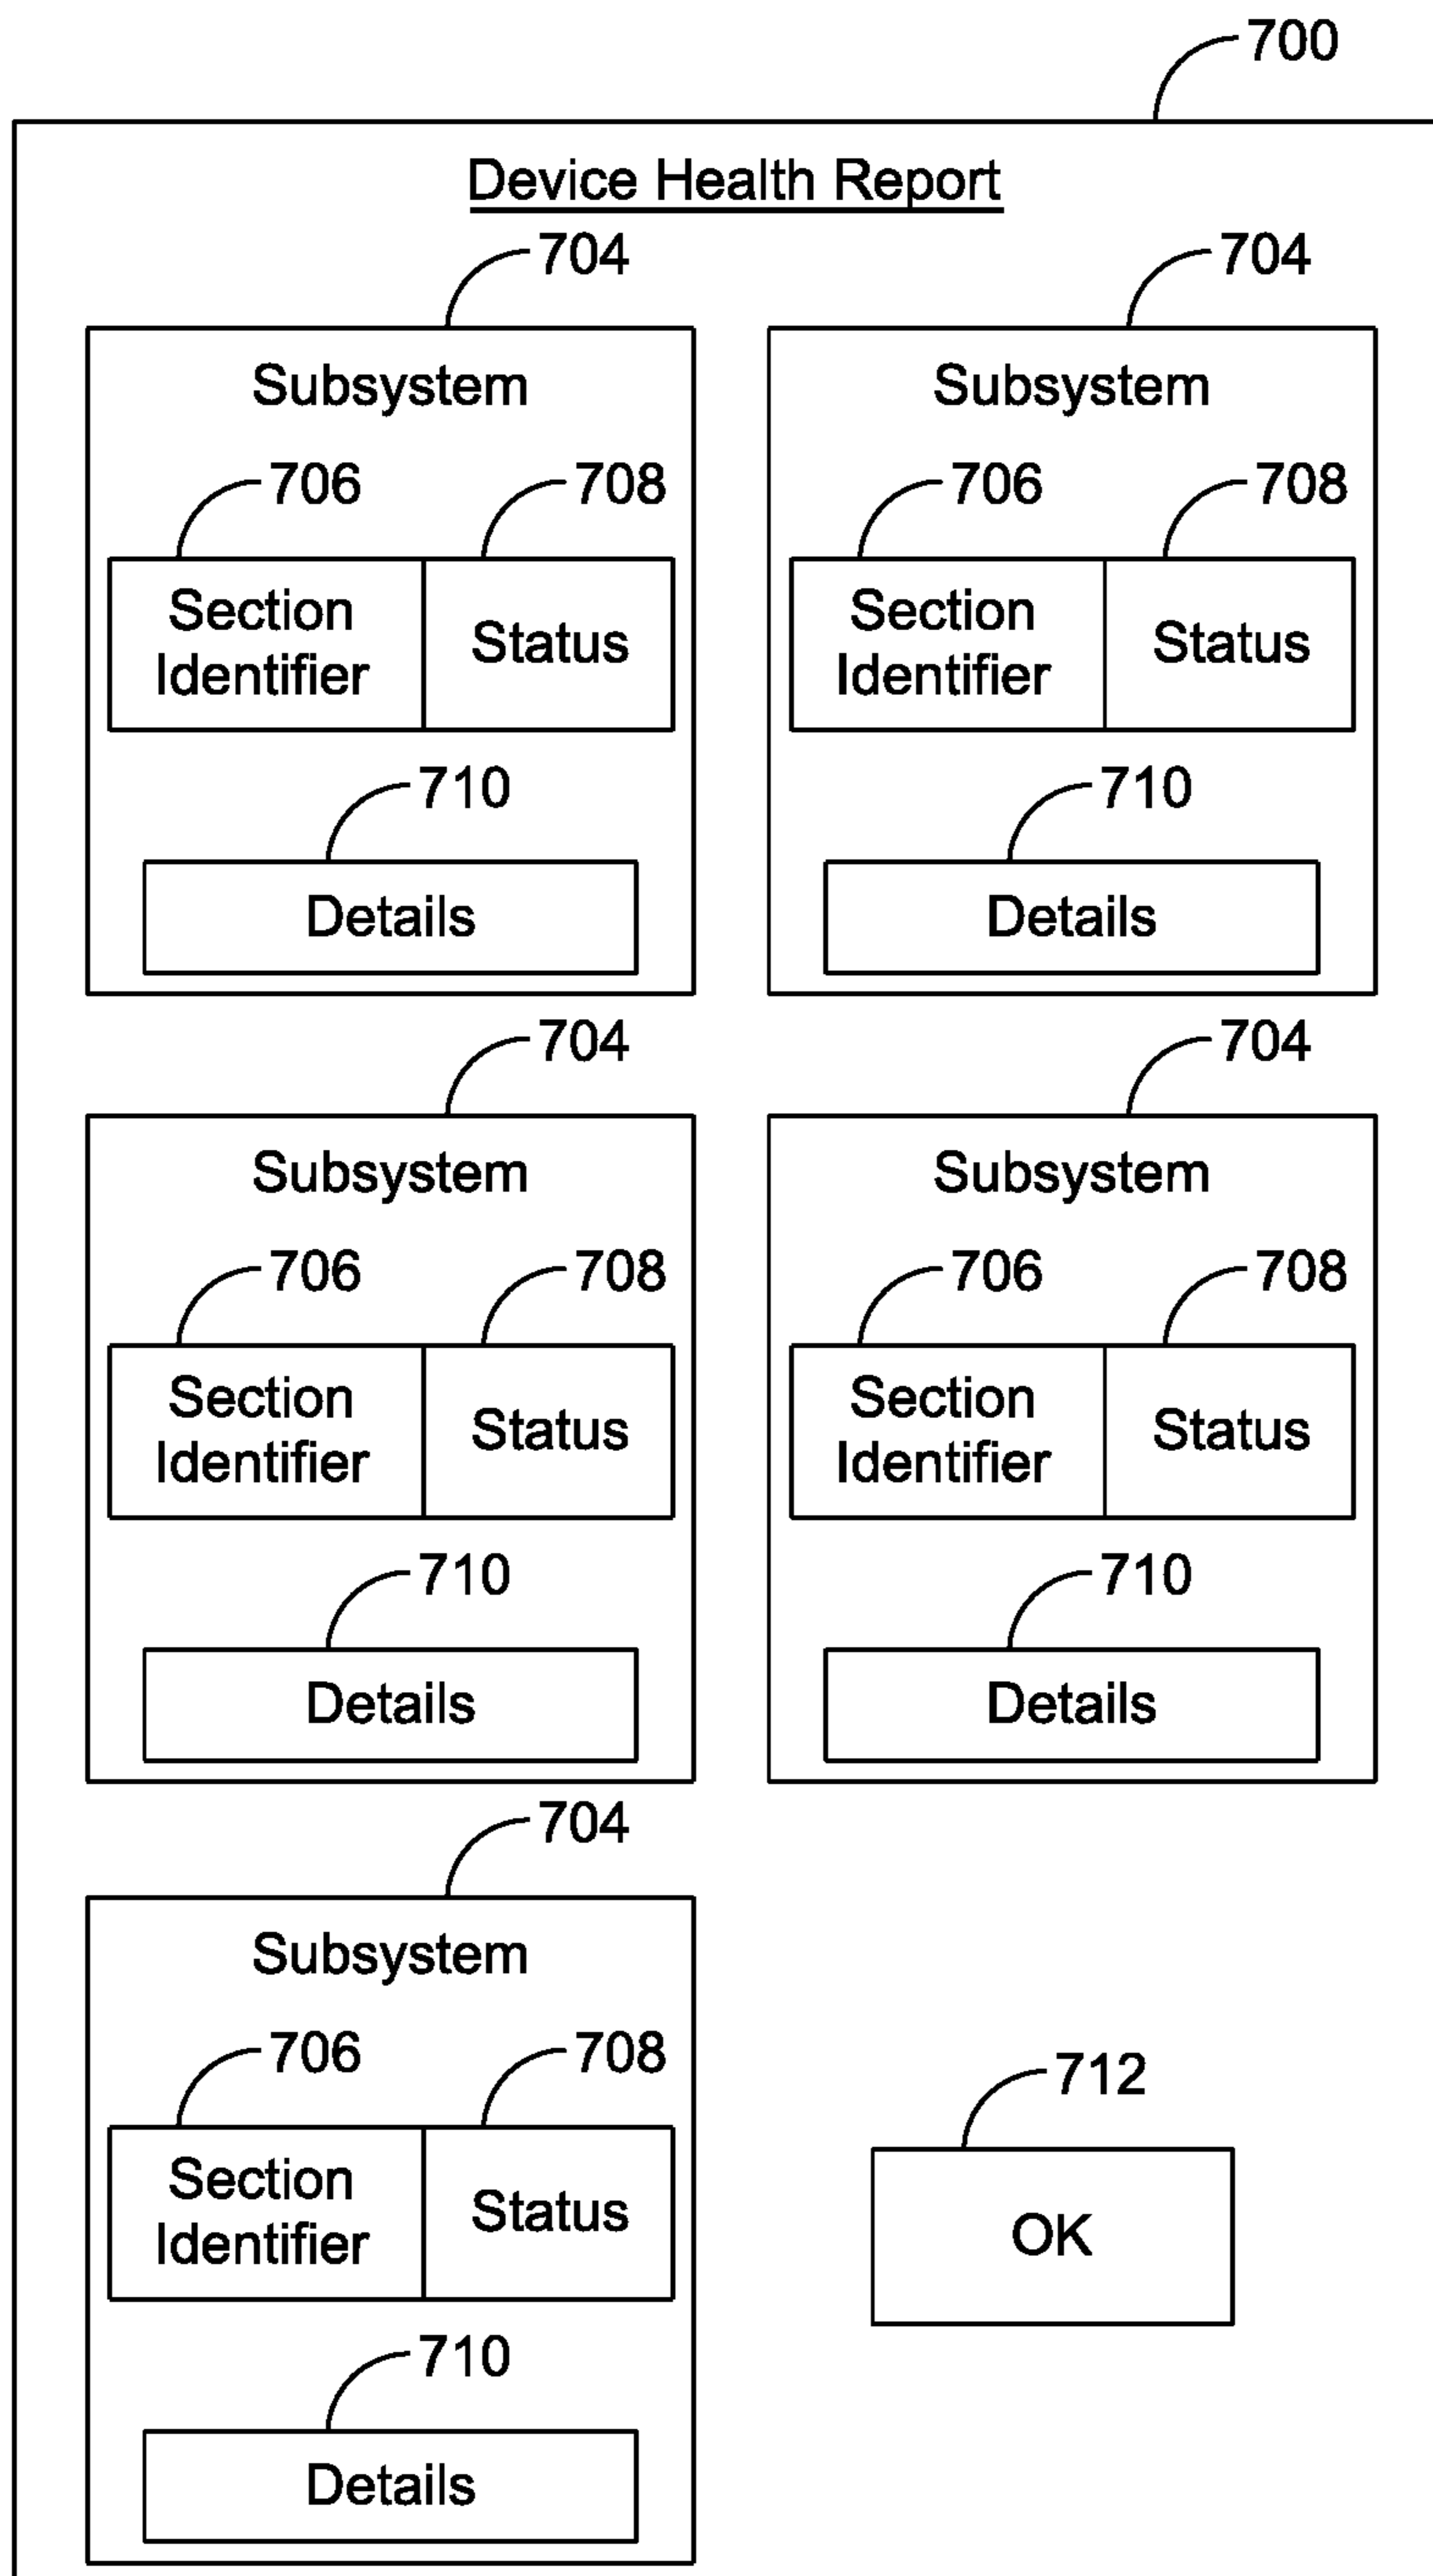 700
Device Health Report
704
704
Subsystem
Subsystem
706
708
706
708
Section
Identifier
Status
Section
Identifier
Status
710
710
Details
Details
704
704
Subsystem
Subsystem
706
708
706
708
Section
Identifier
Status
Section
Identifier
Status
710
710
Details
Details
704
Subsystem
706
708
Section
Identifier
Status
710
Details
712
OK